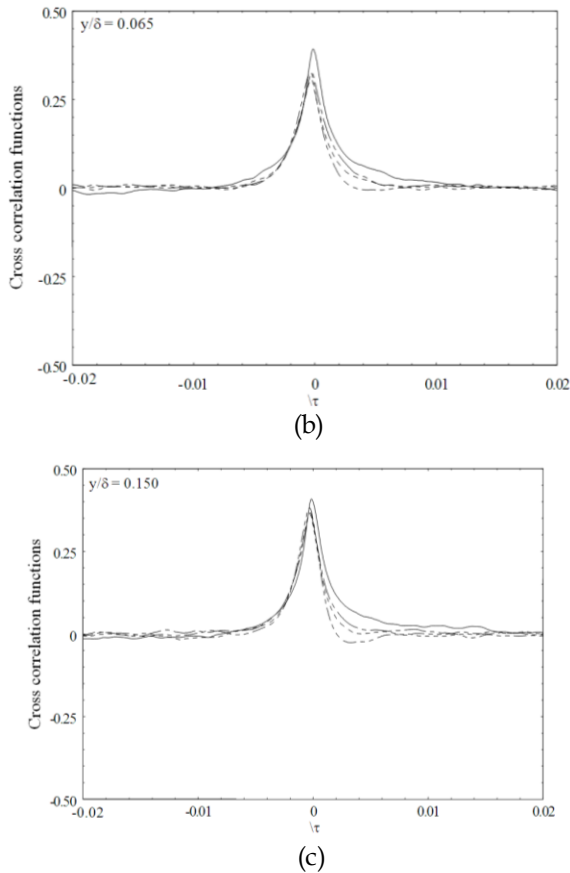 0.50
y/δ = 0.065
0.25
Cross correlation functions
0
-0.25
-0.50
-0.02
-0.01
0
0.01
0.02
\τ
(b)
0.50
y/δ = 0.150
0.25
Cross correlation functions
0
-0.25
-0.50
-0.02
-0.01
0
0.01
0.02
\τ
(c)